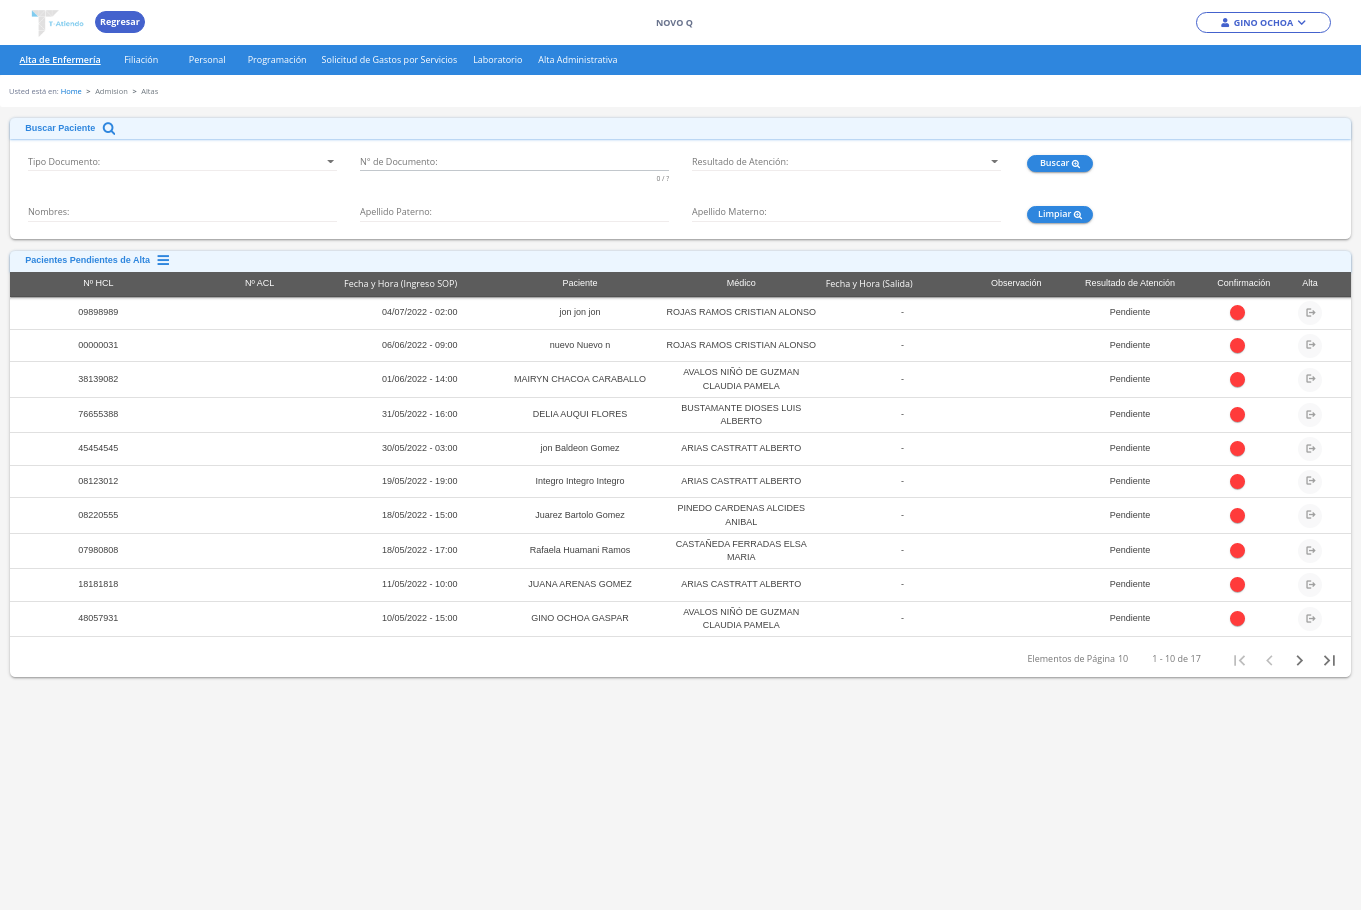 T- Atiendo Regresar NOVO Q GINO OCHOA
Alta de Enfermería Filiación Personal Programación Solicitud de Gastos por Servicios Laboratorio Alta Administrativa
Usted está en: Home > Admision > Altas
Buscar Paciente
Tipo Documento: N° de Documento: Resultado de Atención: Buscar
0 / ?
Nombres: Apellido Paterno: Apellido Materno: Limpiar
Pacientes Pendientes de Alta
Nº HCL Nº ACL Fecha y Hora (Ingreso SOP) Paciente Médico Fecha y Hora (Salida) Observación Resultado de Atención Confirmación Alta
09898989 04/07/2022 - 02:00 jon jon jon ROJAS RAMOS CRISTIAN ALONSO - Pendiente
00000031 06/06/2022 - 09:00 nuevo Nuevo n ROJAS RAMOS CRISTIAN ALONSO - Pendiente
38139082 01/06/2022 - 14:00 MAIRYN CHACOA CARABALLO AVALOS NIÑO DE GUZMAN - Pendiente
CLAUDIA PAMELA
76655388 31/05/2022 - 16:00 DELIA AUQUI FLORES BUSTAMANTE DIOSES LUIS - Pendiente
ALBERTO
45454545 30/05/2022 - 03:00 jon Baldeon Gomez ARIAS CASTRATT ALBERTO - Pendiente
08123012 19/05/2022 - 19:00 Integro Integro Integro ARIAS CASTRATT ALBERTO - Pendiente
08220555 18/05/2022 - 15:00 Juarez Bartolo Gomez PINEDO CARDENAS ALCIDES - Pendiente
ANIBAL
07980808 18/05/2022 - 17:00 Rafaela Huamani Ramos CASTAÑEDA FERRADAS ELSA - Pendiente
MARIA
18181818 11/05/2022 - 10:00 JUANA ARENAS GOMEZ ARIAS CASTRATT ALBERTO - Pendiente
48057931 10/05/2022 - 15:00 GINO OCHOA GASPAR AVALOS NIÑO DE GUZMAN - Pendiente
CLAUDIA PAMELA
Elementos de Página 10 1 - 10 de 17